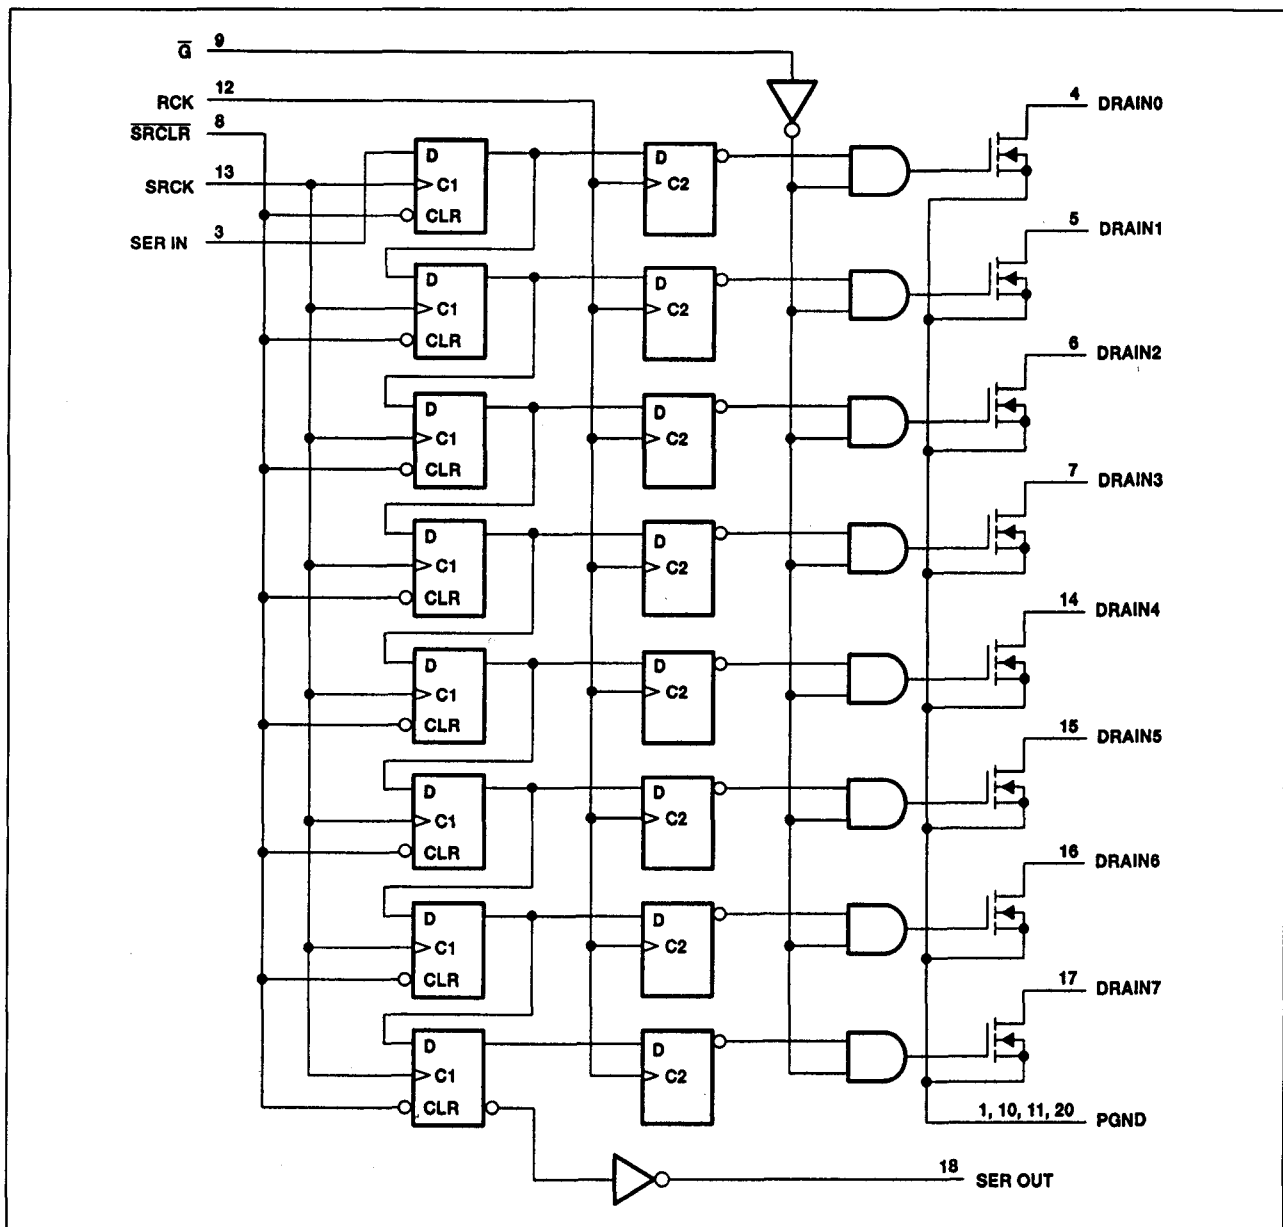 G̅ 9
RCK 12
S̅R̅C̅L̅R̅ 8
SRCK 13
SER IN 3
4 DRAIN0
D C1 CLR
D C2
5 DRAIN1
D C1 CLR
D C2
6 DRAIN2
D C1 CLR
D C2
7 DRAIN3
D C1 CLR
D C2
14 DRAIN4
D C1 CLR
D C2
15 DRAIN5
D C1 CLR
D C2
16 DRAIN6
D C1 CLR
D C2
17 DRAIN7
D C1 CLR
D C2
1, 10, 11, 20 PGND
18 SER OUT